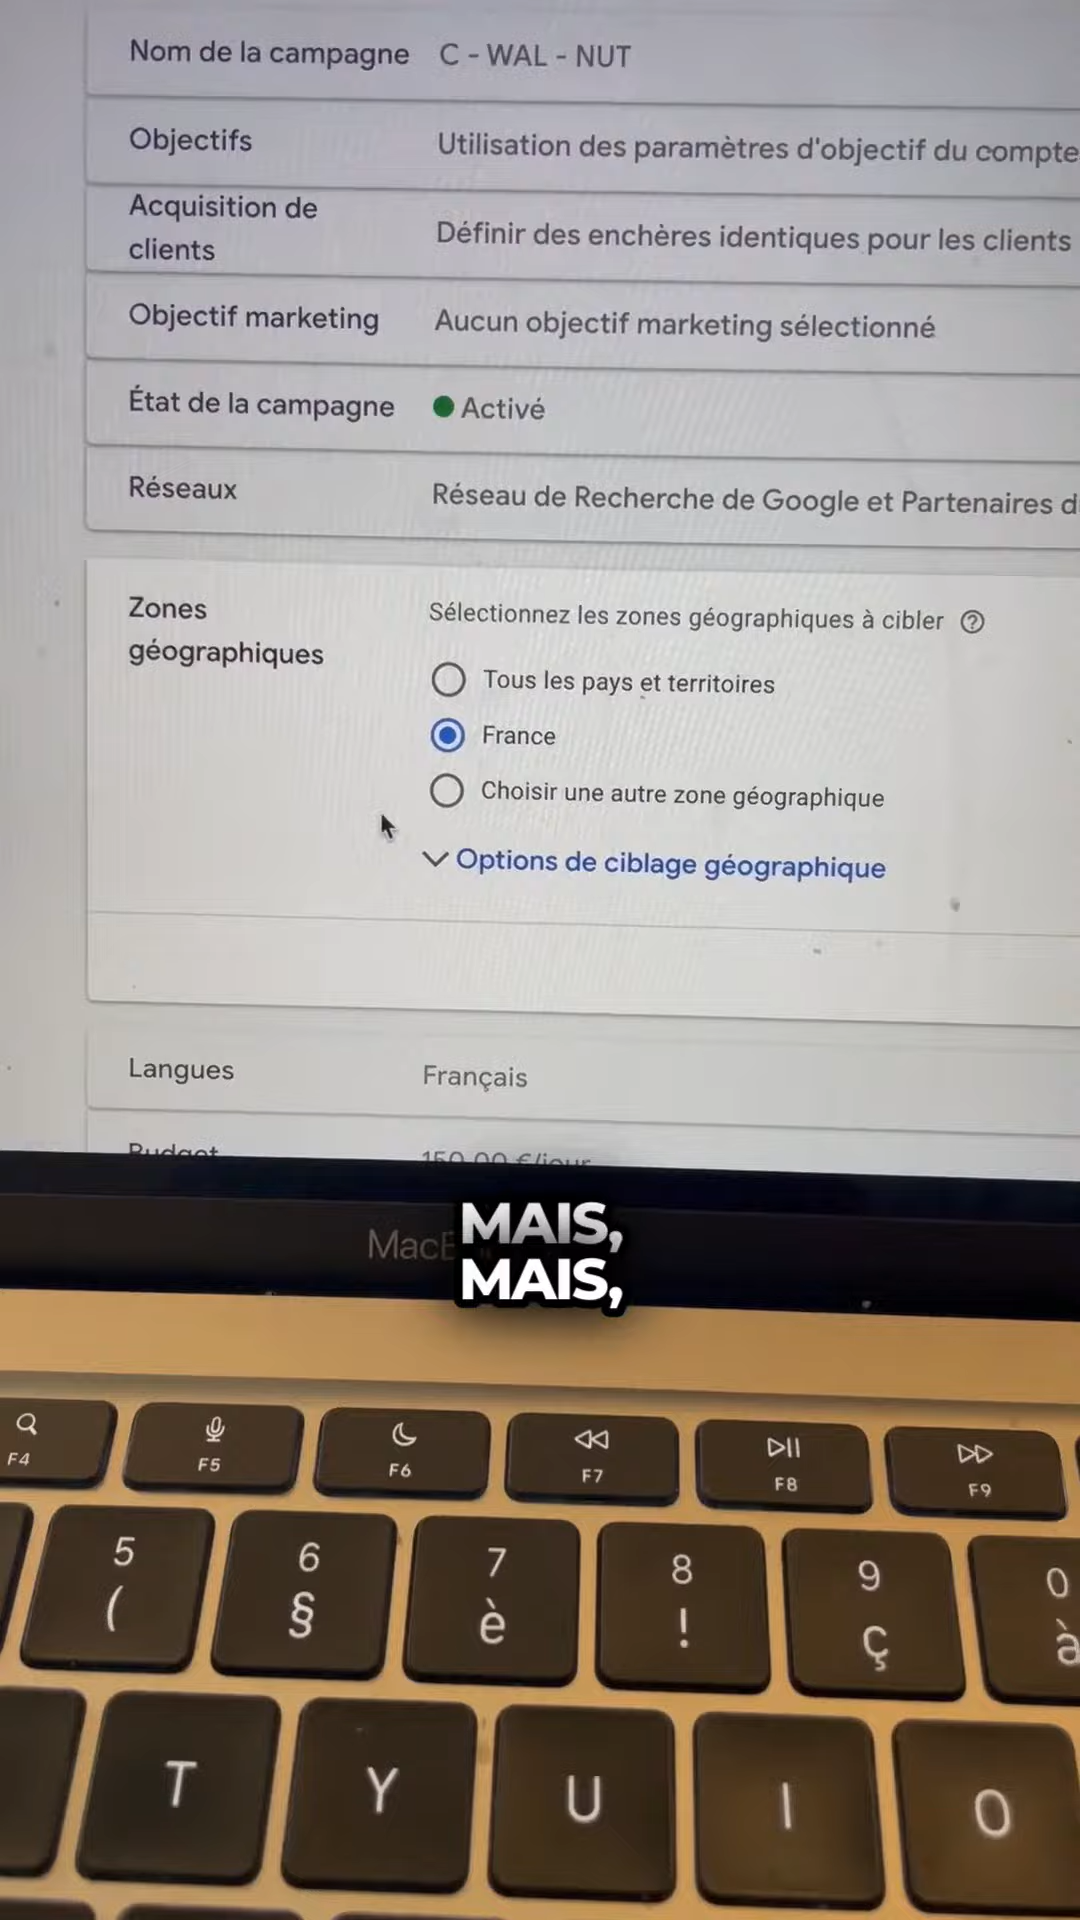 Nom de la campagne C - WAL - NUT
Objectifs Utilisation des paramètres d'objectif du compte
Acquisition de
clients
Définir des enchères identiques pour les clients
Objectif marketing Aucun objectif marketing sélectionné
État de la campagne Activé
Réseaux Réseau de Recherche de Google et Partenaires
Zones
géographiques
Sélectionnez les zones géographiques à cibler ?
Tous les pays et territoires
France
Choisir une autre zone géographique
Options de ciblage géographique
Langues Français
Budget 150,00 €/jour
MAIS,
MAIS,
F4 F5 F6 F7 F8 F9
5 6 7 8 9 0
( § è ! ç à
T Y U I O